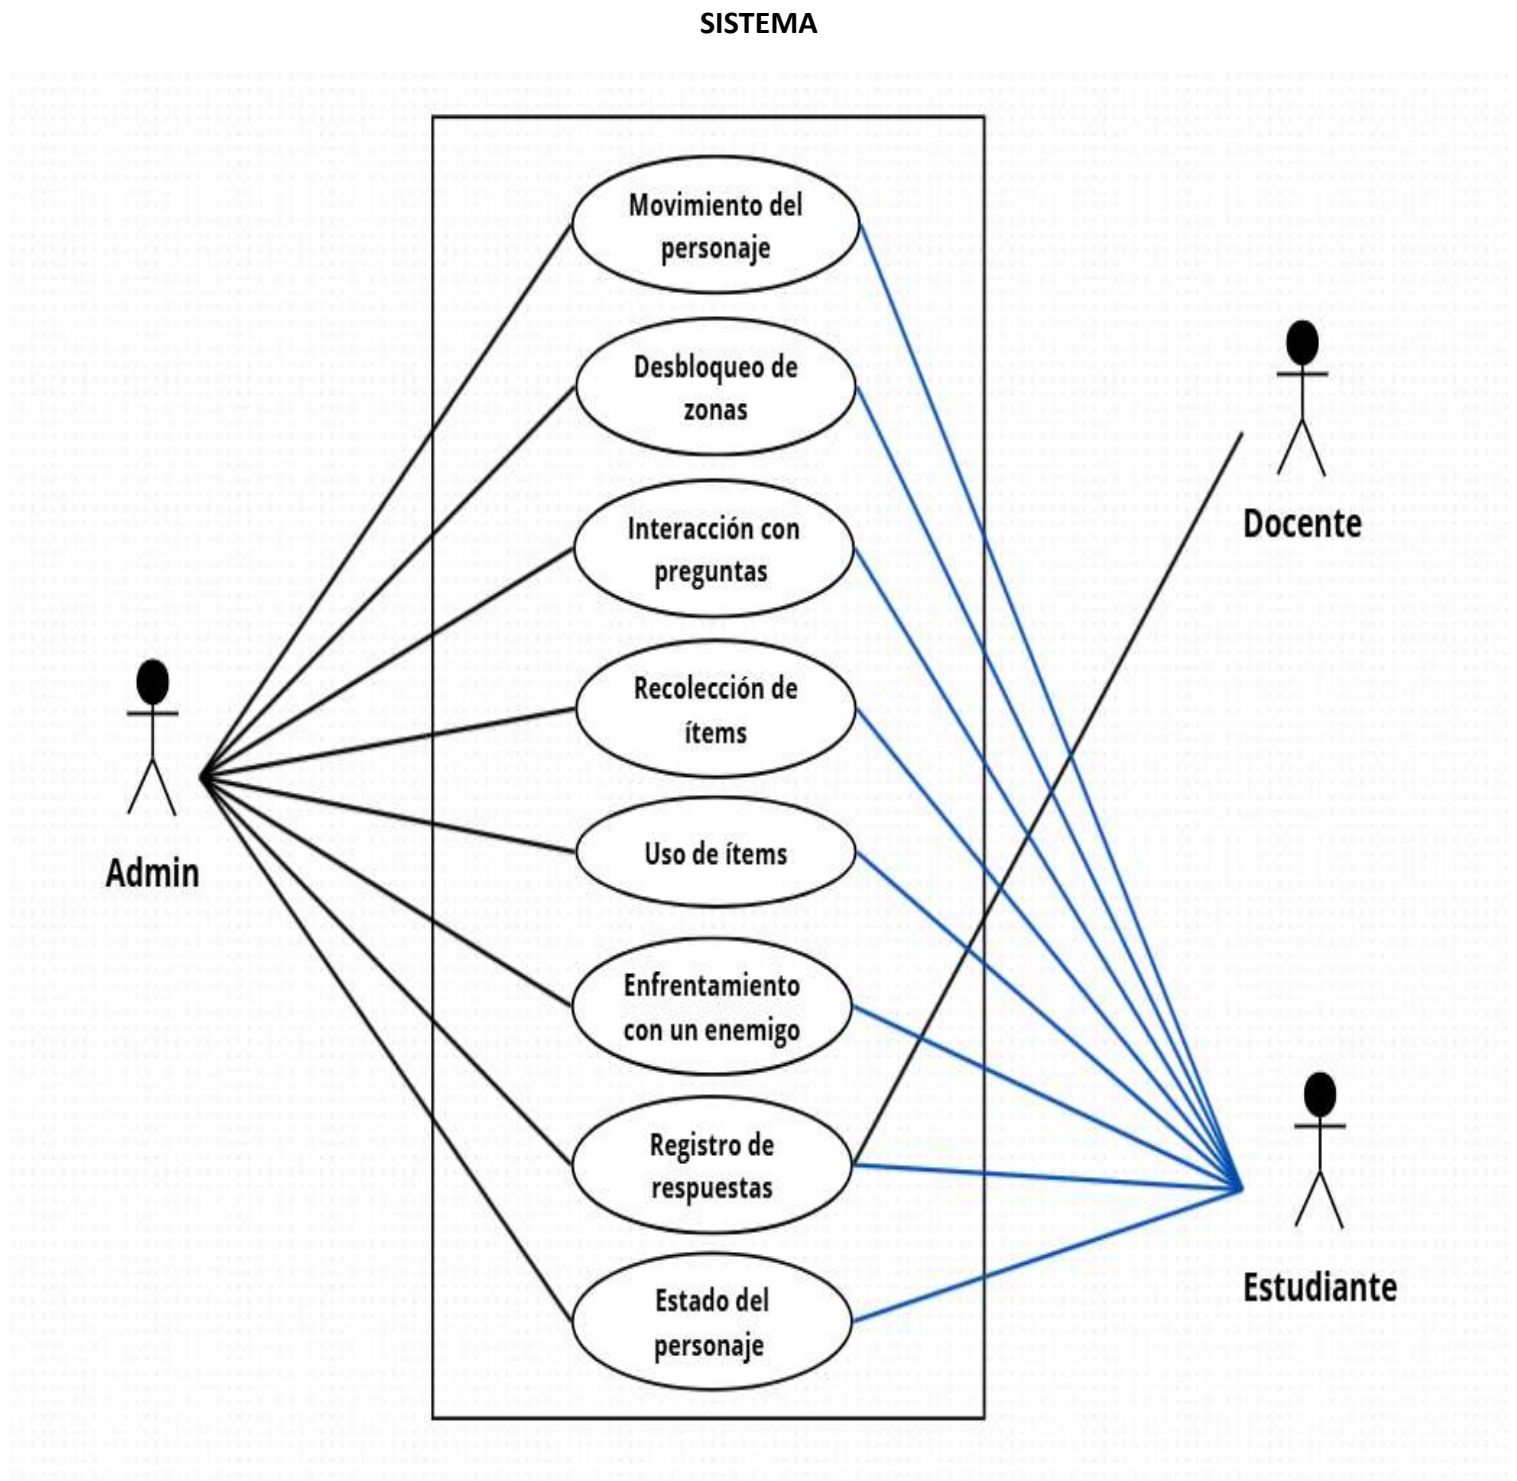 SISTEMA
Movimiento del
personaje
Desbloqueo de
zonas
Interacción con
preguntas
Recolección de
ítems
Uso de ítems
Enfrentamiento
con un enemigo
Registro de
respuestas
Estado del
personaje
Admin
Docente
Estudiante